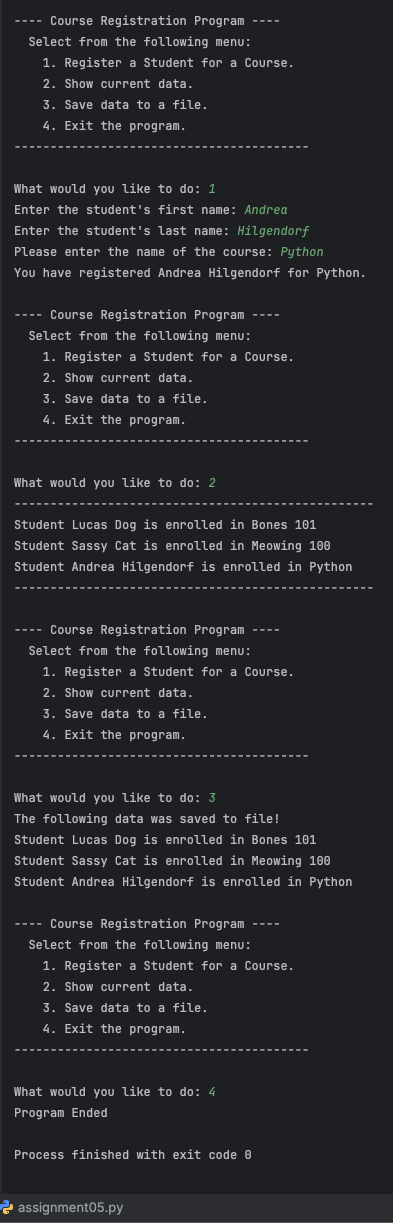 ---- Course Registration Program ----
  Select from the following menu:
    1. Register a Student for a Course.
    2. Show current data.
    3. Save data to a file.
    4. Exit the program.
-----------------------------------------

What would you like to do: 1
Enter the student's first name: Andrea
Enter the student's last name: Hilgendorf
Please enter the name of the course: Python
You have registered Andrea Hilgendorf for Python.

---- Course Registration Program ----
  Select from the following menu:
    1. Register a Student for a Course.
    2. Show current data.
    3. Save data to a file.
    4. Exit the program.
-----------------------------------------

What would you like to do: 2
--------------------------------------------------
Student Lucas Dog is enrolled in Bones 101
Student Sassy Cat is enrolled in Meowing 100
Student Andrea Hilgendorf is enrolled in Python
--------------------------------------------------

---- Course Registration Program ----
  Select from the following menu:
    1. Register a Student for a Course.
    2. Show current data.
    3. Save data to a file.
    4. Exit the program.
-----------------------------------------

What would you like to do: 3
The following data was saved to file!
Student Lucas Dog is enrolled in Bones 101
Student Sassy Cat is enrolled in Meowing 100
Student Andrea Hilgendorf is enrolled in Python

---- Course Registration Program ----
  Select from the following menu:
    1. Register a Student for a Course.
    2. Show current data.
    3. Save data to a file.
    4. Exit the program.
-----------------------------------------

What would you like to do: 4
Program Ended

Process finished with exit code 0
assignment05.py